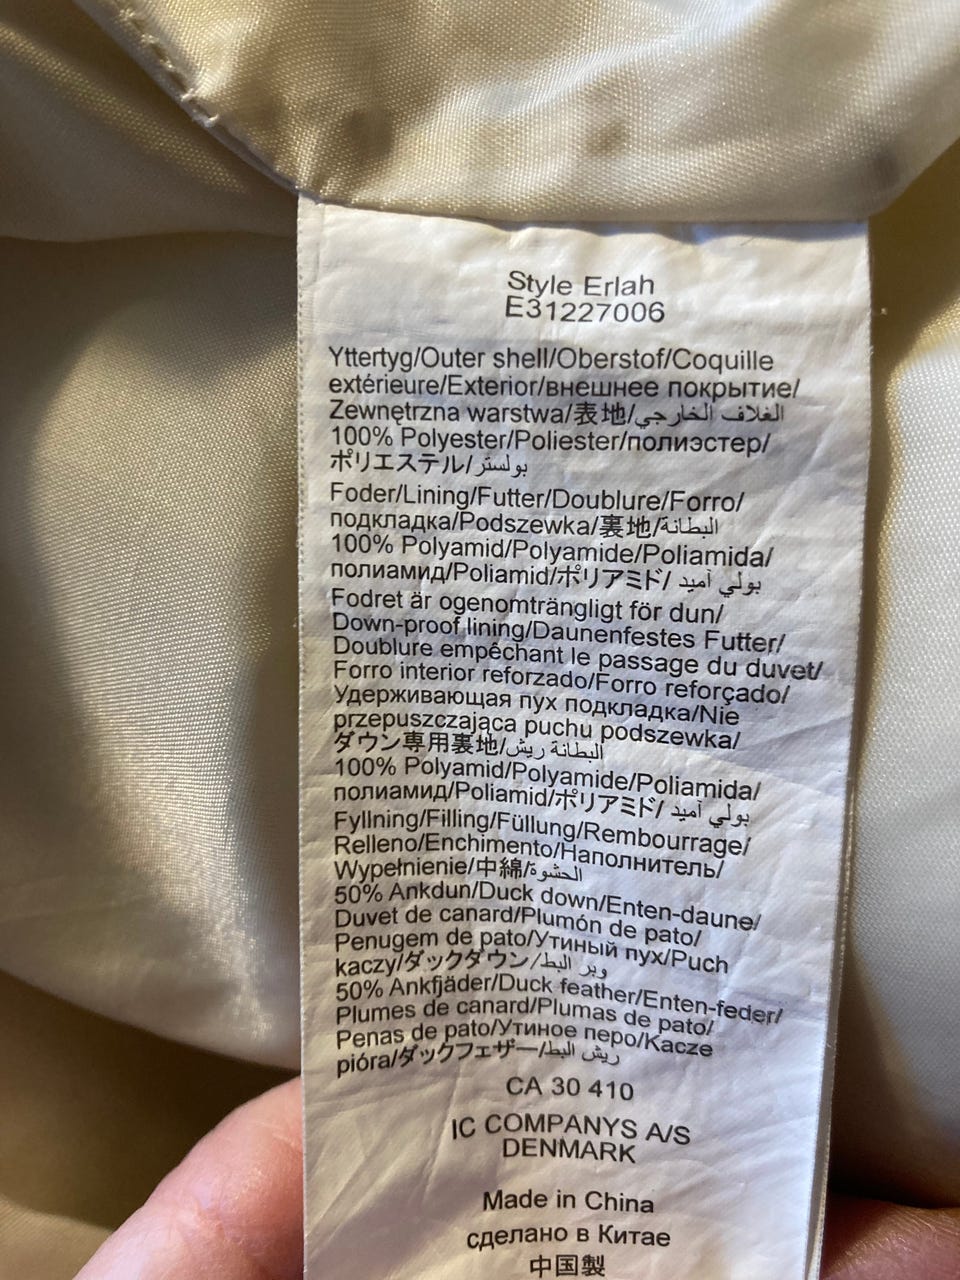 Style Erlah
E31227006
Yttertyg/Outer shell/Oberstof/Coquille
extérieure/Exterior/внешнее покрытие/
Zewnętrzna warstwa/表地/الغلاف الخارجي
100% Polyester/Poliester/полиэстер/
ポリエステル/بولستر
Foder/Lining/Futter/Doublure/Forro/
подкладка/Podszewka/裏地/البطانة
100% Polyamid/Polyamide/Poliamida/
полиамид/Poliamid/ポリアミド/ بولي آميد
Fodret är ogenomträngligt för dun/
Down-proof lining/Daunenfestes Futter/
Doublure empêchant le passage du duvet/
Forro interior reforzado/Forro reforçado/
Удерживающая пух подкладка/Nie
przepuszczająca puchu podszewka/
ダウン専用裏地/البطانة ريش
100% Polyamid/Polyamide/Poliamida/
полиамид/Poliamid/ポリアミド/ بولي آميد
Fyllning/Filling/Füllung/Rembourrage/
Relleno/Enchimento/Наполнитель/
Wypełnienie/中綿/الحشوة
50% Ankdun/Duck down/Enten-daune/
Duvet de canard/Plumón de pato/
Penugem de pato/Утиный пух/Puch
kaczy/ダックダウン/وبر البط
50% Ankfjäder/Duck feather/Enten-feder/
Plumes de canard/Plumas de pato/
Penas de pato/Утиное перо/Kacze
pióra/ダックフェザー/ريش البط
CA 30 410
IC COMPANYS A/S
DENMARK
Made in China
сделано в Китае
中国製